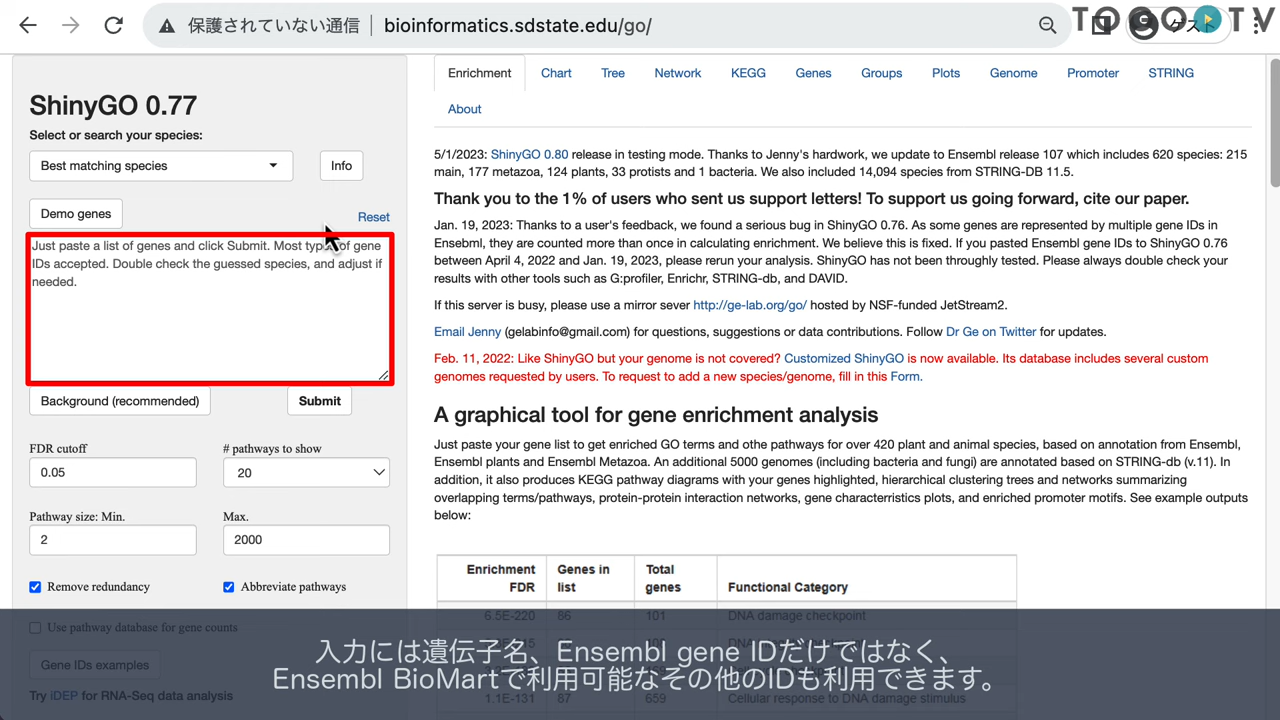 保護されていない通信 bioinformatics.sdstate.edu/go/
TOGO TV
ゲスト
ShinyGO 0.77
Select or search your species:
Best matching species
Info
Demo genes
Reset
Just paste a list of genes and click Submit. Most types of gene
IDs accepted. Double check the guessed species, and adjust if
needed.
Background (recommended)
Submit
FDR cutoff
# pathways to show
0.05
20
Pathway size: Min.
Max.
2
2000
Remove redundancy
Abbreviate pathways
Use pathway database for gene counts
Gene IDs examples
Try iDEP for RNA-Seq data analysis
Enrichment Chart Tree Network KEGG Genes Groups Plots Genome Promoter STRING
About
5/1/2023: ShinyGO 0.80 release in testing mode. Thanks to Jenny's hardwork, we update to Ensembl release 107 which includes 620 species: 215
main, 177 metazoa, 124 plants, 33 protists and 1 bacteria. We also included 14,094 species from STRING-DB 11.5.
Thank you to the 1% of users who sent us support letters! To support us going forward, cite our paper.
Jan. 19, 2023: Thanks to a user's feedback, we found a serious bug in ShinyGO 0.76. As some genes are represented by multiple gene IDs in
Ensebml, they are counted more than once in calculating enrichment. We believe this is fixed. If you pasted Ensembl gene IDs to ShinyGO 0.76
between April 4, 2022 and Jan. 19, 2023, please rerun your analysis. ShinyGO has not been throughly tested. Please always double check your
results with other tools such as G:profiler, Enrichr, STRING-db, and DAVID.
If this server is busy, please use a mirror sever http://ge-lab.org/go/ hosted by NSF-funded JetStream2.
Email Jenny (gelabinfo@gmail.com) for questions, suggestions or data contributions. Follow Dr Ge on Twitter for updates.
Feb. 11, 2022: Like ShinyGO but your genome is not covered? Customized ShinyGO is now available. Its database includes several custom
genomes requested by users. To request to add a new species/genome, fill in this Form.
A graphical tool for gene enrichment analysis
Just paste your gene list to get enriched GO terms and othe pathways for over 420 plant and animal species, based on annotation from Ensembl,
Ensembl plants and Ensembl Metazoa. An additional 5000 genomes (including bacteria and fungi) are annotated based on STRING-db (v.11). In
addition, it also produces KEGG pathway diagrams with your genes highlighted, hierarchical clustering trees and networks summarizing
overlapping terms/pathways, protein-protein interaction networks, gene characteristics plots, and enriched promoter motifs. See example outputs
below:
Enrichment FDR Genes in list Total genes Functional Category
6.5E-220 86 101 DNA damage checkpoint
1.1E-131 87 659 Cellular response to DNA damage stimulus
入力には遺伝子名、Ensembl gene IDだけではなく、
Ensembl BioMartで利用可能なその他のIDも利用できます。